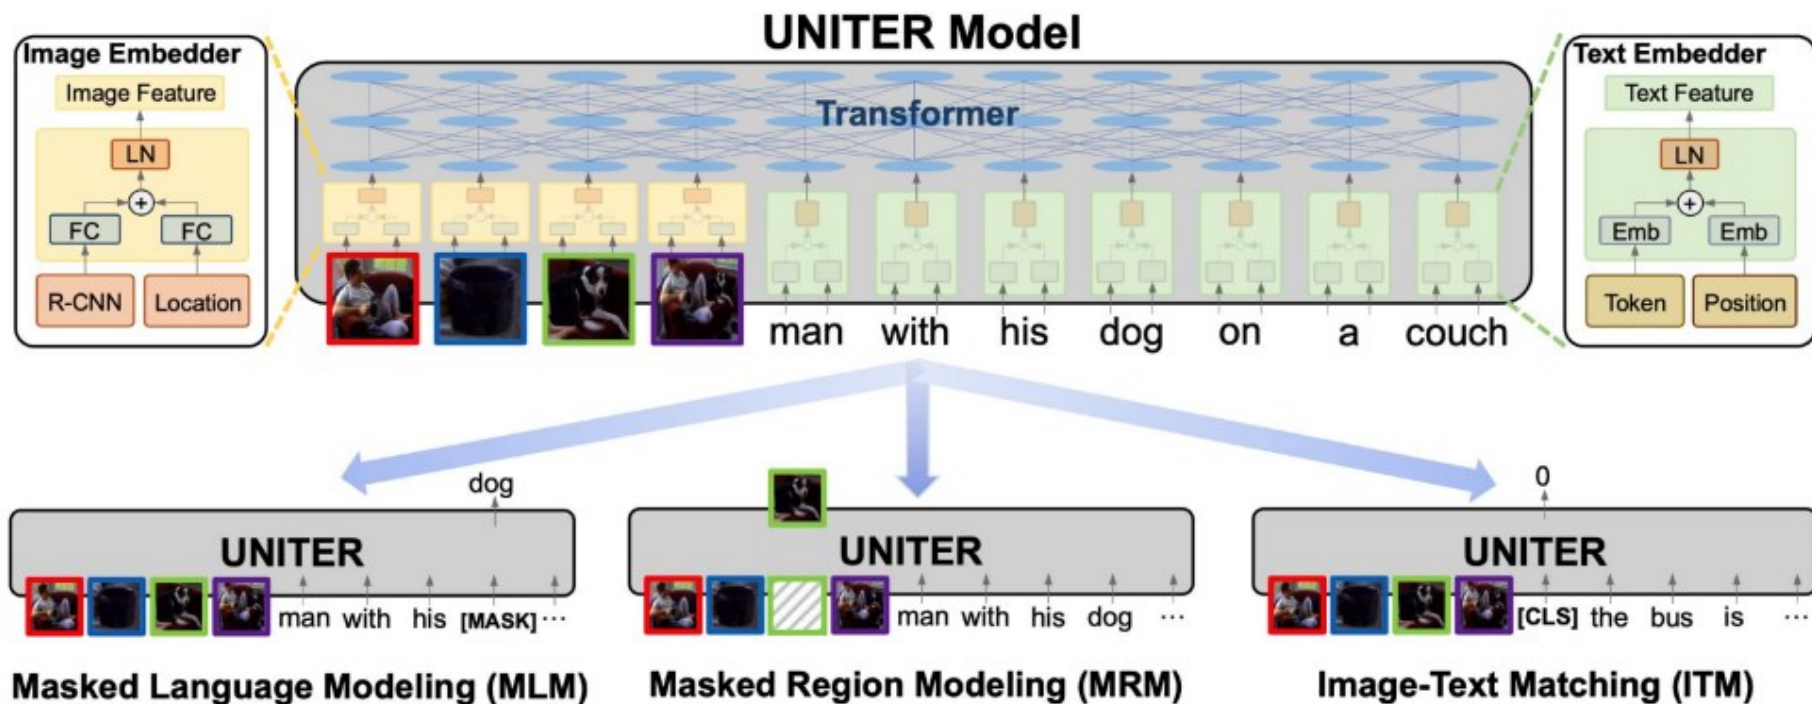 UNITER Model
Image Embedder
Image Feature
LN
+
FC FC
R-CNN Location
Transformer
man with his dog on a couch
Text Embedder
Text Feature
LN
+
Emb Emb
Token Position
dog
UNITER
man with his [MASK] ...
Masked Language Modeling (MLM)
UNITER
man with his dog ...
Masked Region Modeling (MRM)
0
UNITER
[CLS] the bus is ...
Image-Text Matching (ITM)